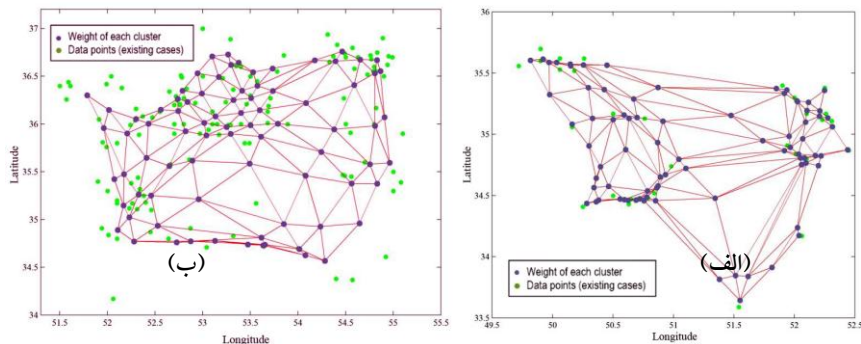 37
36.5
36
35.5
35
34.5
34
Latitude
Weight of each cluster
Data points (existing cases)
(ب)
51.5 52 52.5 53 53.5 54 54.5 55 55.5
Longitude
36
35.5
35
34.5
34
33.5
Latitude
(الف)
Weight of each cluster
Data points (existing cases)
49.5 50 50.5 51 51.5 52 52.5
Longitude